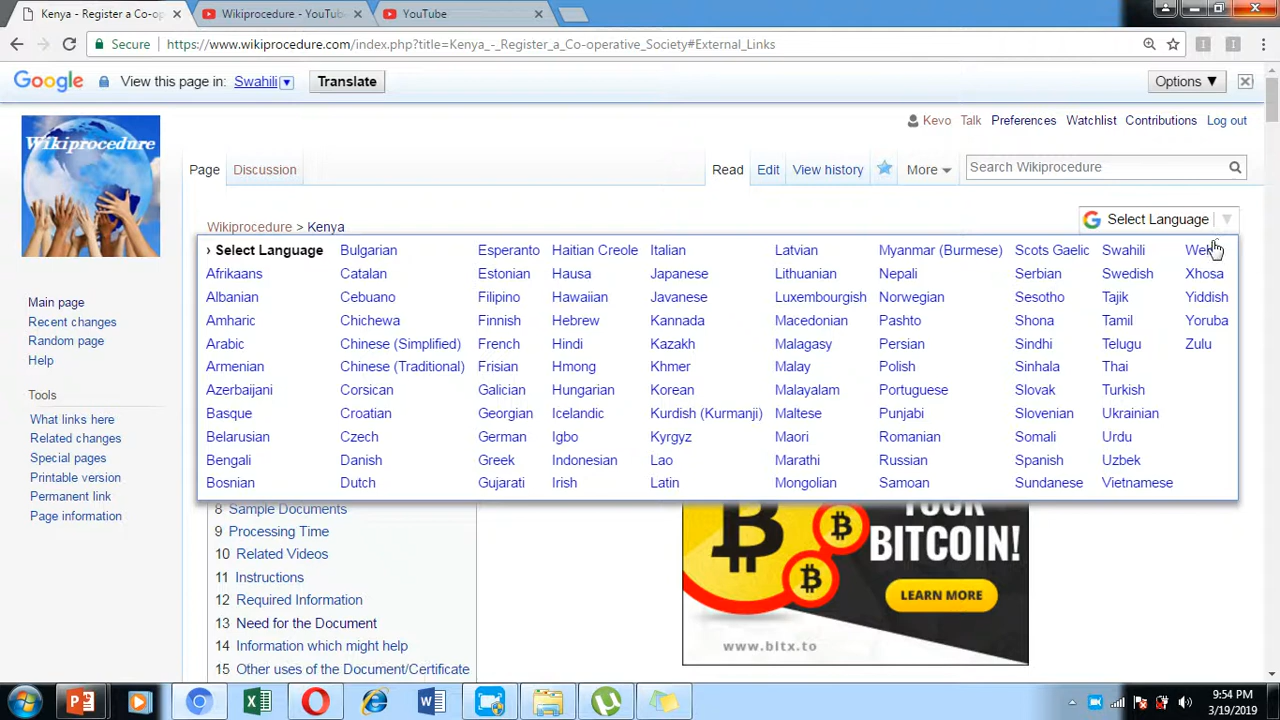 Kenya - Register a Co-op
Wikiprocedure - YouTub
YouTube
Secure https://www.wikiprocedure.com/index.php?title=Kenya_-_Register_a_Co-operative_Society#External_Links
Google View this page in: Swahili Translate Options
Wikiprocedure
Kevo Talk Preferences Watchlist Contributions Log out
Page Discussion Read Edit View history More Search Wikiprocedure
Wikiprocedure > Kenya
Select Language
› Select Language Bulgarian Esperanto Haitian Creole Italian Latvian Myanmar (Burmese) Scots Gaelic Swahili
Afrikaans Catalan Estonian Hausa Japanese Lithuanian Nepali Serbian Swedish Xhosa
Albanian Cebuano Filipino Hawaiian Javanese Luxembourgish Norwegian Sesotho Tajik Yiddish
Amharic Chichewa Finnish Hebrew Kannada Macedonian Pashto Shona Tamil Yoruba
Arabic Chinese (Simplified) French Hindi Kazakh Malagasy Persian Sindhi Telugu Zulu
Armenian Chinese (Traditional) Frisian Hmong Khmer Malay Polish Sinhala Thai
Azerbaijani Corsican Galician Hungarian Korean Malayalam Portuguese Slovak Turkish
Basque Croatian Georgian Icelandic Kurdish (Kurmanji) Maltese Punjabi Slovenian Ukrainian
Belarusian Czech German Igbo Kyrgyz Maori Romanian Somali Urdu
Bengali Danish Greek Indonesian Lao Marathi Russian Spanish Uzbek
Bosnian Dutch Gujarati Irish Latin Mongolian Samoan Sundanese Vietnamese
Main page
Recent changes
Random page
Help
Tools
What links here
Related changes
Special pages
Printable version
Permanent link
Page information
8 Sample Documents
9 Processing Time
10 Related Videos
11 Instructions
12 Required Information
13 Need for the Document
14 Information which might help
15 Other uses of the Document/Certificate
YOUR
BITCOIN!
LEARN MORE
www.bltx.to
9:54 PM
3/19/2019